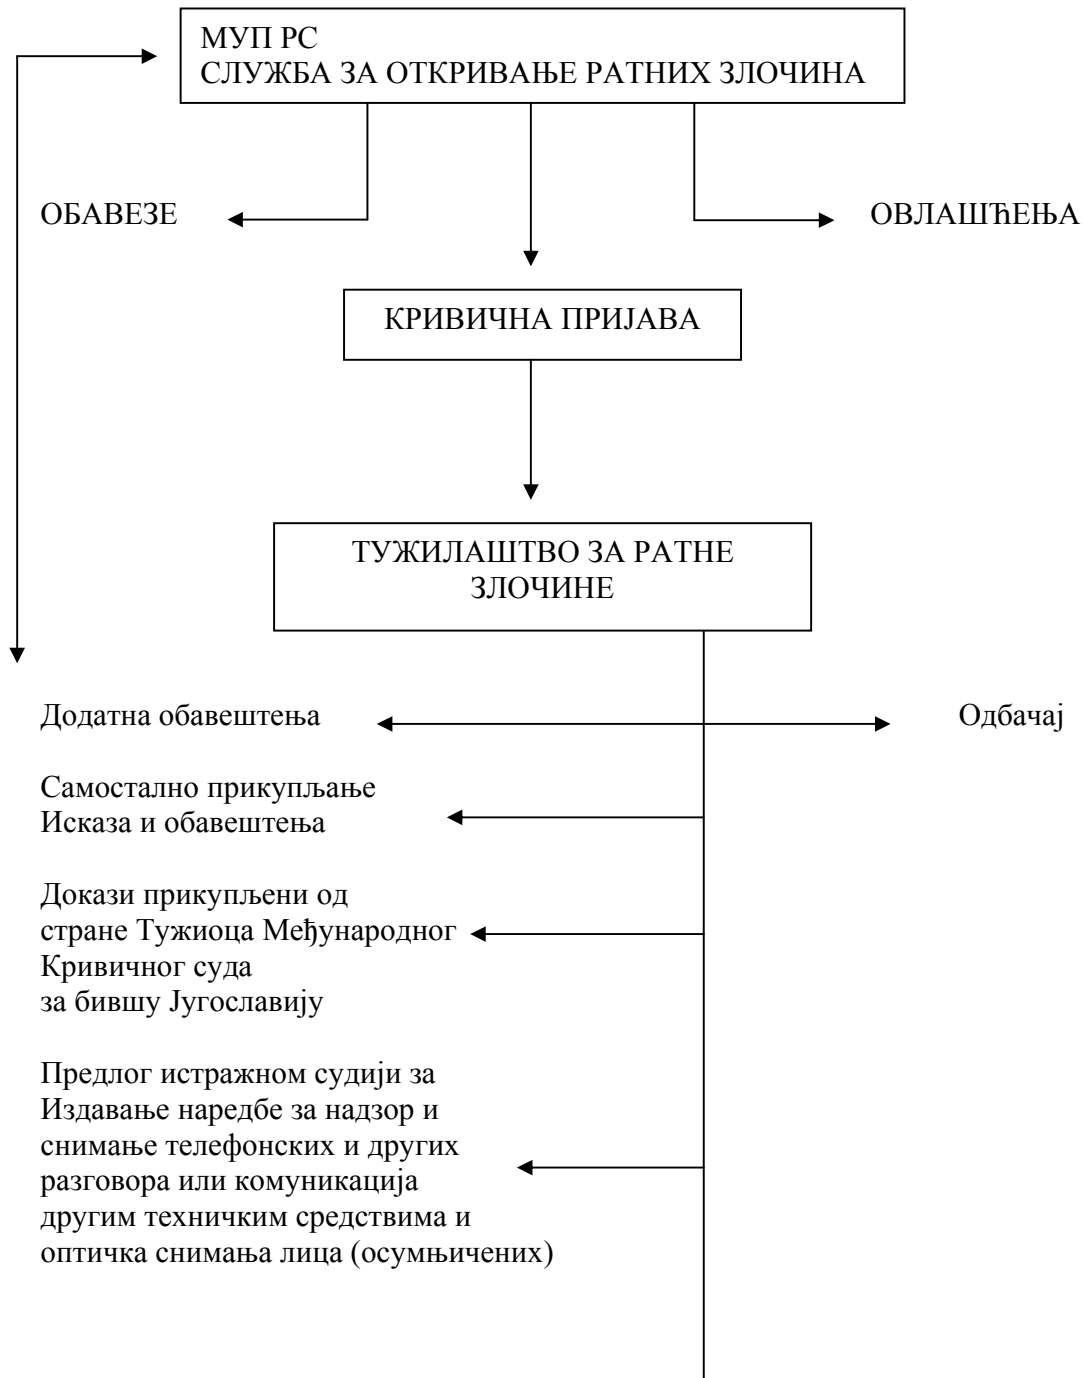 МУП РС
СЛУЖБА ЗА ОТКРИВАЊЕ РАТНИХ ЗЛОЧИНА
ОБАВЕЗЕ
ОВЛАШЋЕЊА
КРИВИЧНА ПРИЈАВА
ТУЖИЛАШТВО ЗА РАТНЕ
ЗЛОЧИНЕ
Додатна обавештења
Одбачај
Самостално прикупљање
Исказа и обавештења
Докази прикупљени од
стране Тужиоца Међународног
Кривичног суда
за бившу Југославију
Предлог истражном судији за
Издавање наредбе за надзор и
снимање телефонских и других
разговора или комуникација
другим техничким средствима и
оптичка снимања лица (осумњичених)